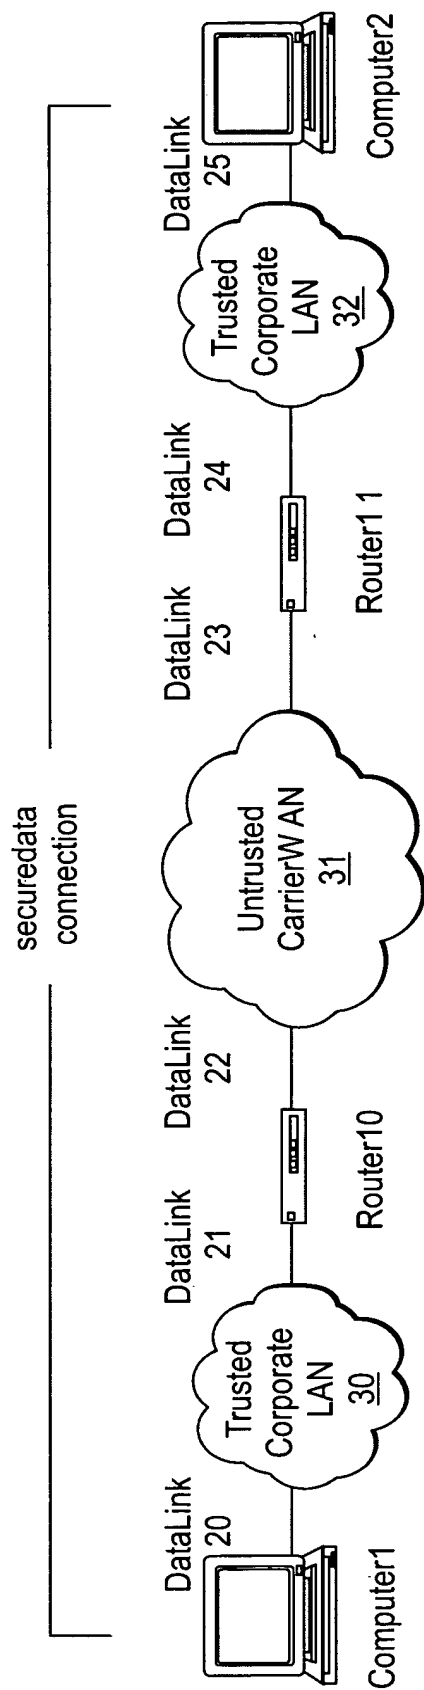 securedata
connection
DataLink
20
DataLink
21
DataLink
22
DataLink
23
DataLink
24
DataLink
25
Trusted
Corporate
LAN
30
Untrusted
CarrierW AN
31
Trusted
Corporate
LAN
32
Computer1
Router10
Router11
Computer2